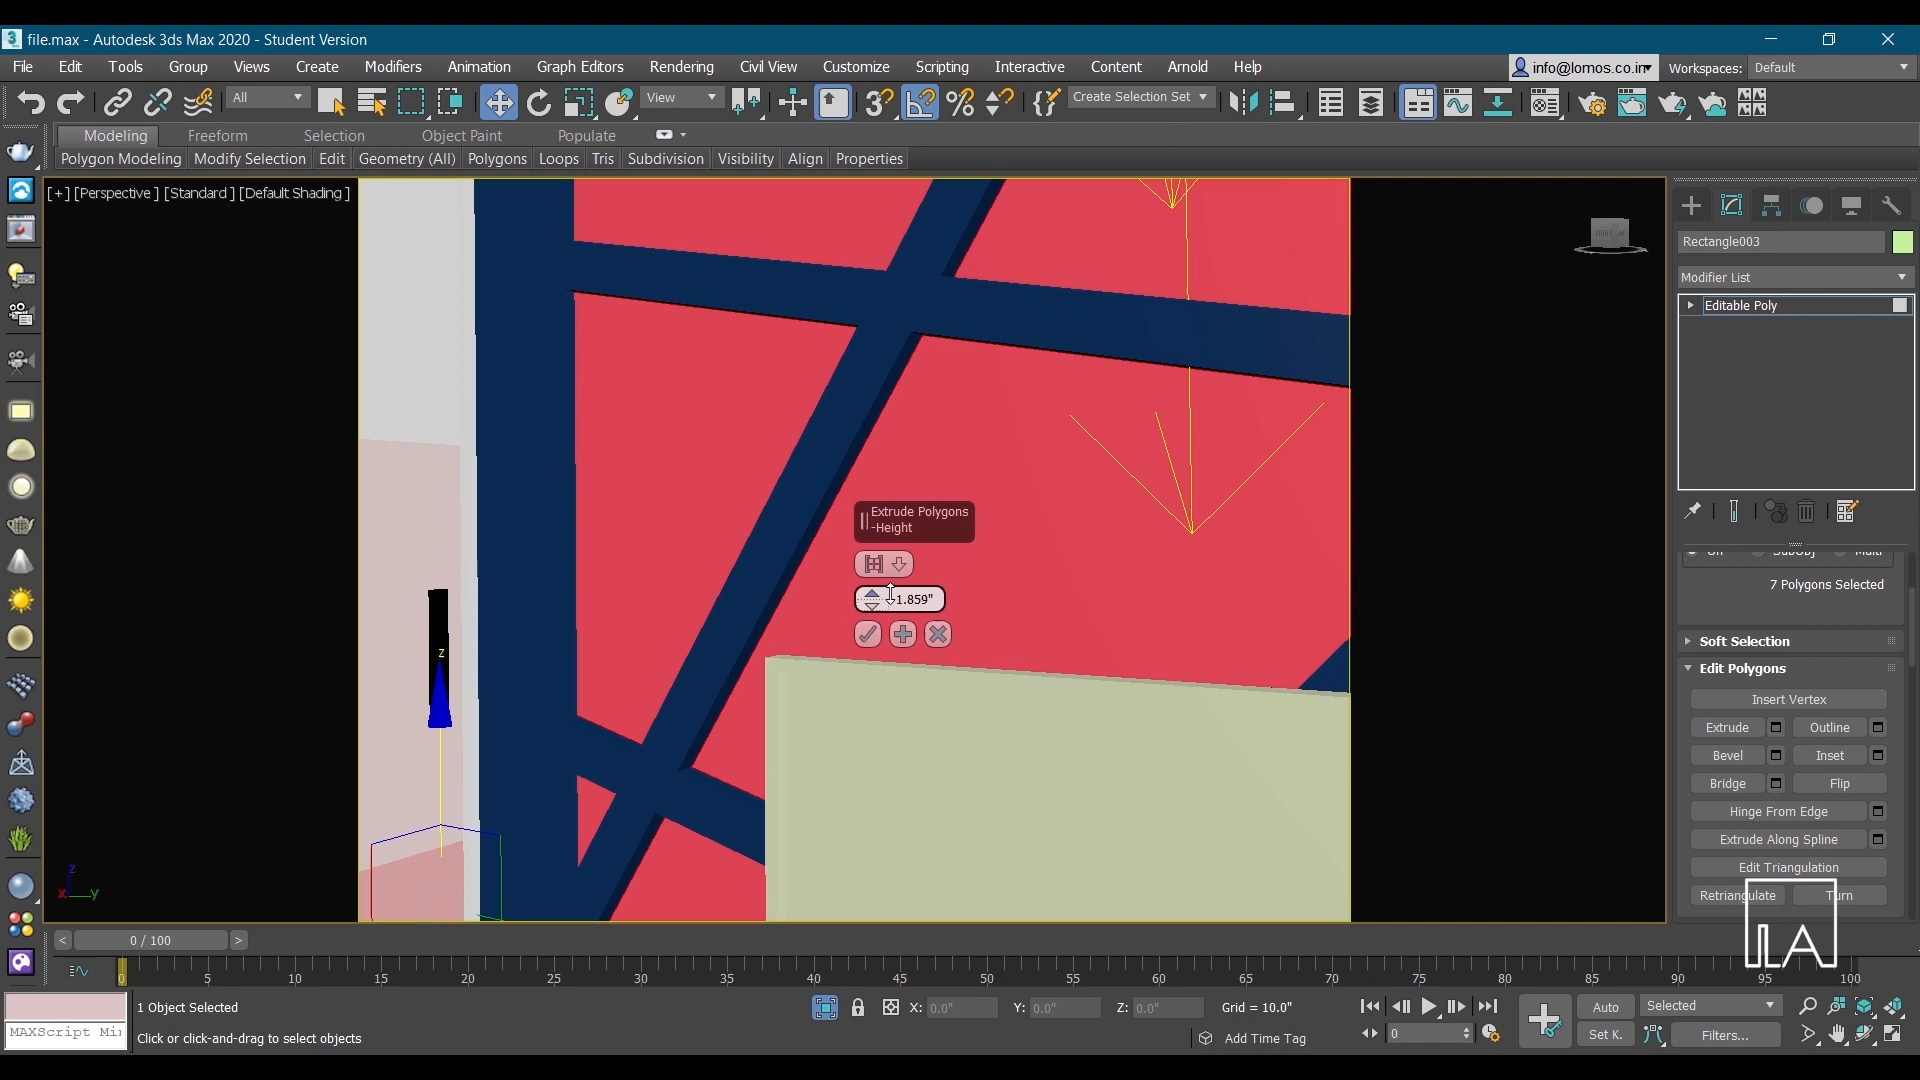 file.max - Autodesk 3ds Max 2020 - Student Version
File Edit Tools Group Views Create Modifiers Animation Graph Editors Rendering Civil View Customize Scripting Interactive Content Arnold Help
info@lomos.co.in Workspaces: Default
All View Create Selection Set
Modeling Freeform Selection Object Paint Populate
Polygon Modeling Modify Selection Edit Geometry (All) Polygons Loops Tris Subdivision Visibility Align Properties
[+] [Perspective] [Standard] [Default Shading]
Rectangle003
Modifier List
Editable Poly
7 Polygons Selected
Soft Selection
Edit Polygons
Insert Vertex
Extrude Outline
Bevel Inset
Bridge Flip
Hinge From Edge
Extrude Along Spline
Edit Triangulation
Retriangulate Turn
Extrude Polygons
-Height
1.859"
z
z
x y
< 0 / 100 >
0 5 10 15 20 25 30 35 40 45 50 55 60 65 70 75 80 85 90 95 100
1 Object Selected
X: 0.0" Y: 0.0" Z: 0.0" Grid = 10.0"
Auto Selected
MAXScript Mi
Click or click-and-drag to select objects
Add Time Tag
0
Set K. Filters...